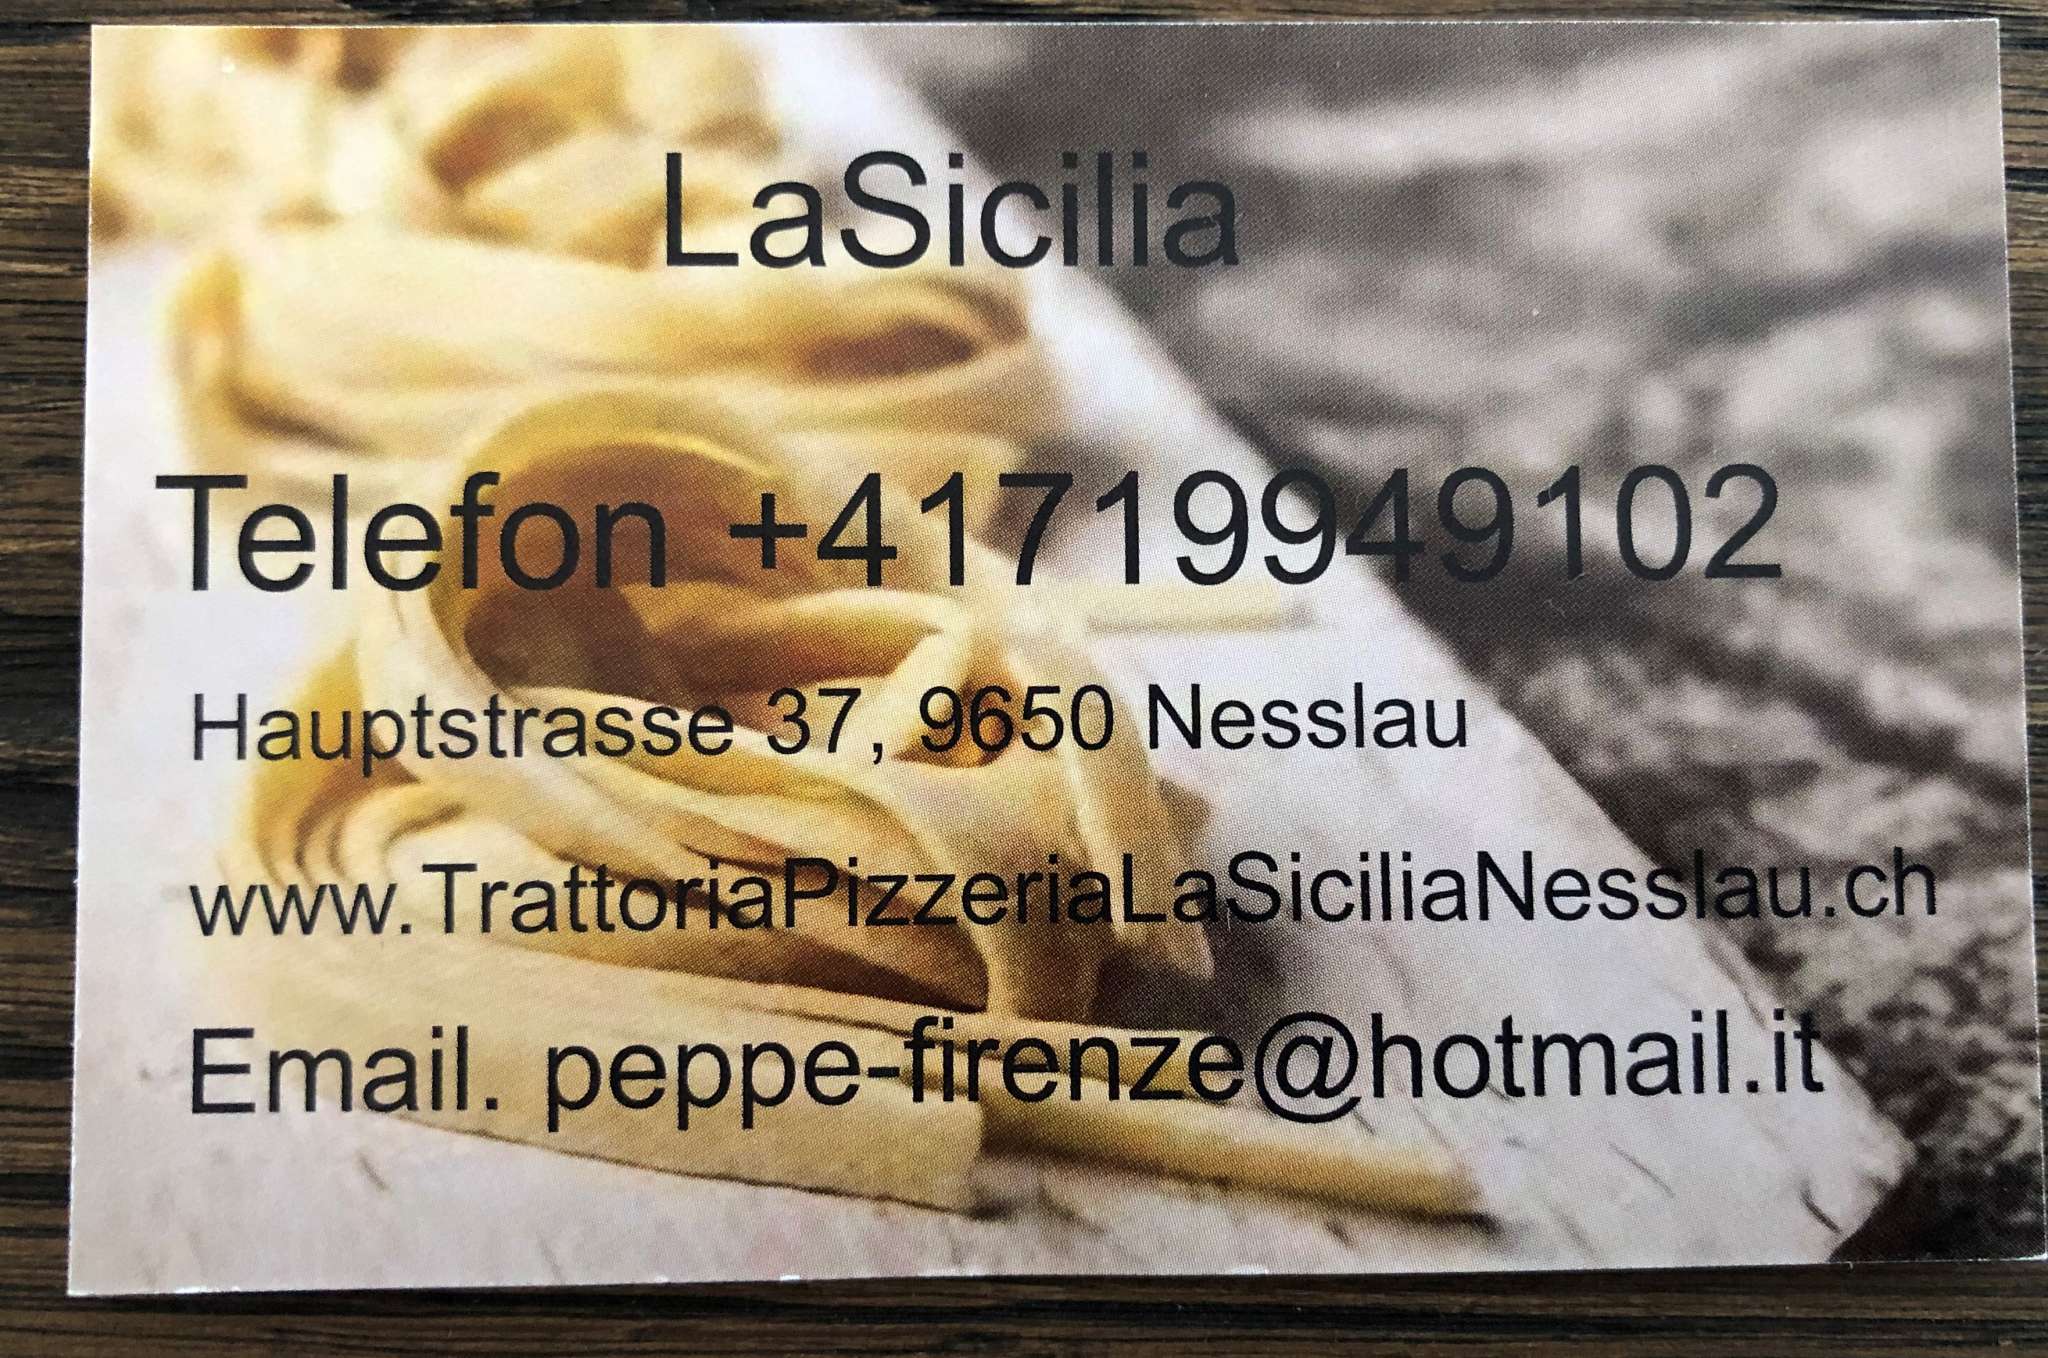 LaSicilia
Telefon +41719949102
Hauptstrasse 37, 9650 Nesslau
www.TrattoriaPizzeriaLaSiciliaNesslau.ch
Email. peppe-firenze@hotmail.it